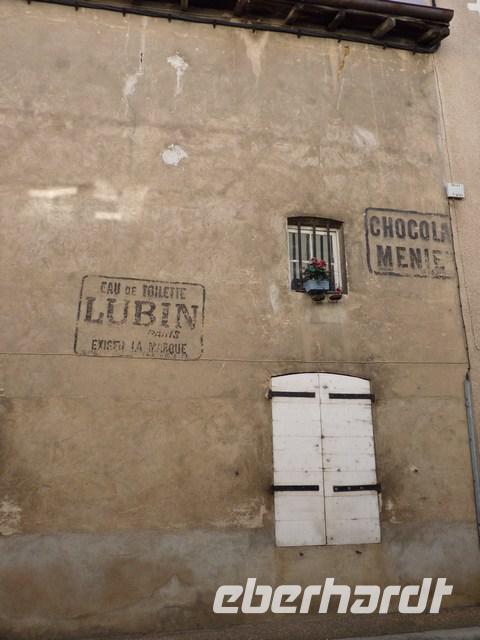 CHOCOLA
MENIE
EAU DE TOILETTE
LUBIN
PARIS
EXIGEZ LA MARQUE
eberhardt